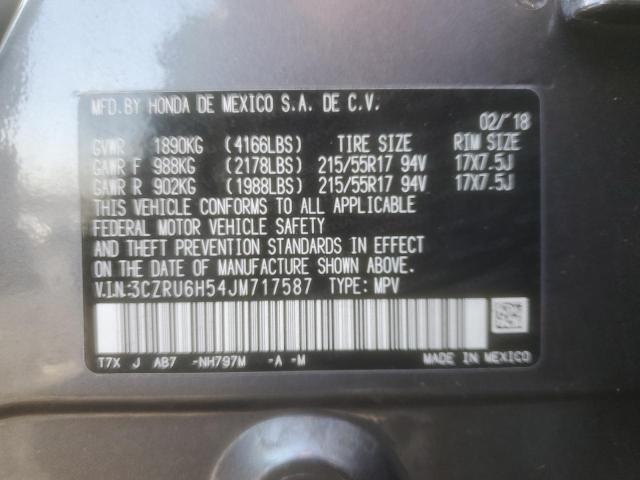 MFD.BY HONDA DE MEXICO S.A. DE C.V.
02/'18
GVWR 1890KG (4166LBS) TIRE SIZE RIM SIZE
GAWR F 988KG (2178LBS) 215/55R17 94V 17X7.5J
GAWR R 902KG (1988LBS) 215/55R17 94V 17X7.5J
THIS VEHICLE CONFORMS TO ALL APPLICABLE
FEDERAL MOTOR VEHICLE SAFETY
AND THEFT PREVENTION STANDARDS IN EFFECT
ON THE DATE OF MANUFACTURE SHOWN ABOVE.
V.I.N.:3CZRU6H54JM717587 TYPE: MPV
T7X J AB7 -NH797M -A -M MADE IN MEXICO